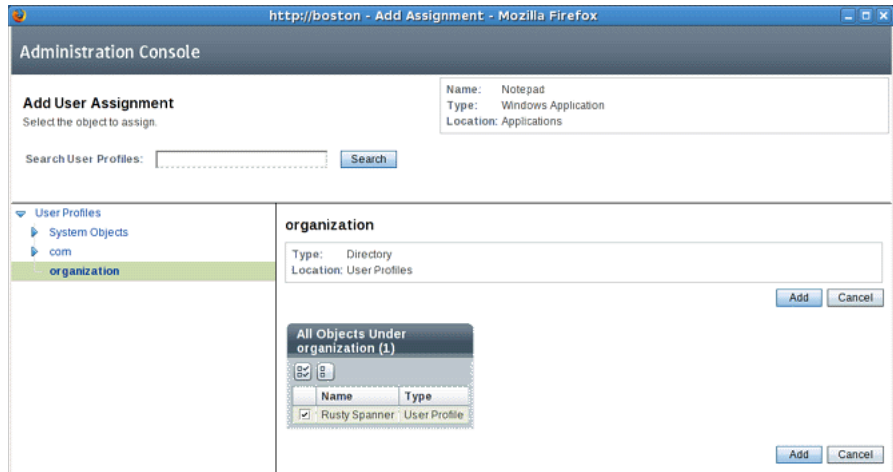 http://boston - Add Assignment - Mozilla Firefox
Administration Console
Add User Assignment
Select the object to assign.
Name: Notepad
Type: Windows Application
Location: Applications
Search User Profiles:
Search
User Profiles
System Objects
com
organization
organization
Type: Directory
Location: User Profiles
Add Cancel
All Objects Under
organization (1)
Name Type
Rusty Spanner User Profile
Add Cancel